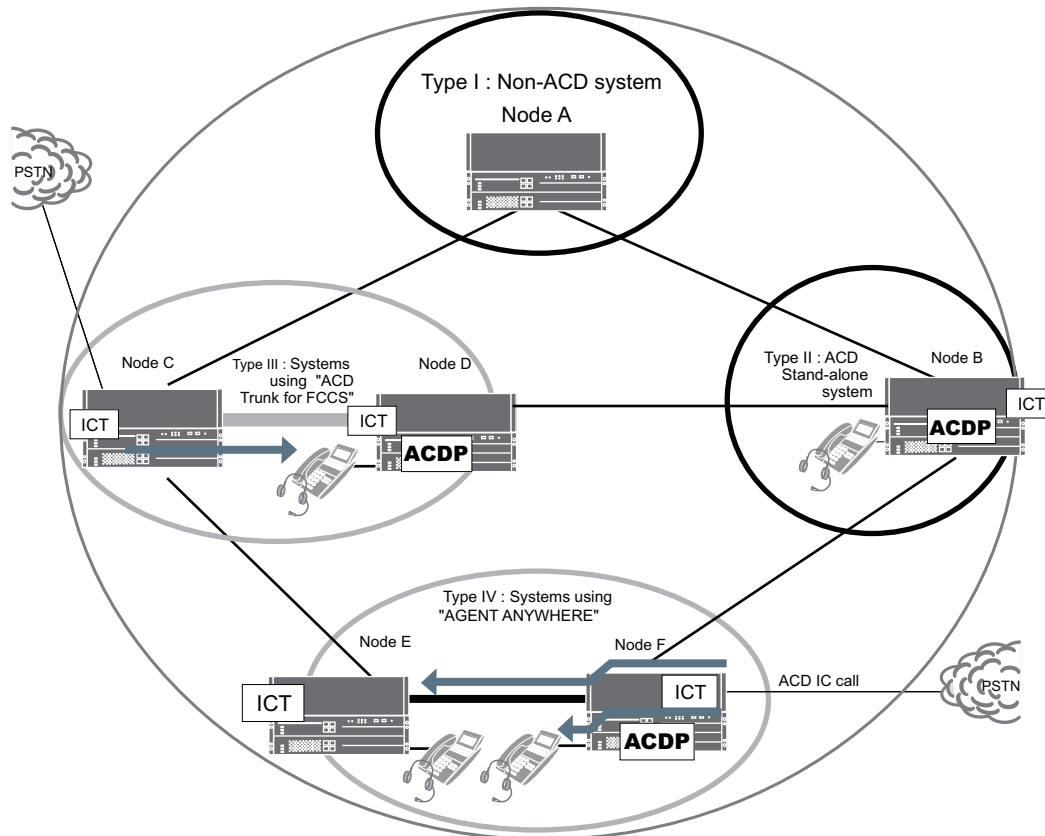 Type I : Non-ACD system
Node A
PSTN
Node C
Type III : Systems
using "ACD
Trunk for FCCS"
Node D
ICT
ICT
ACDP
Type II : ACD
Stand-alone
system
Node B
ICT
ACDP
Type IV : Systems using
"AGENT ANYWHERE"
Node E
Node F
ICT
ICT
ACDP
ACD IC call
PSTN